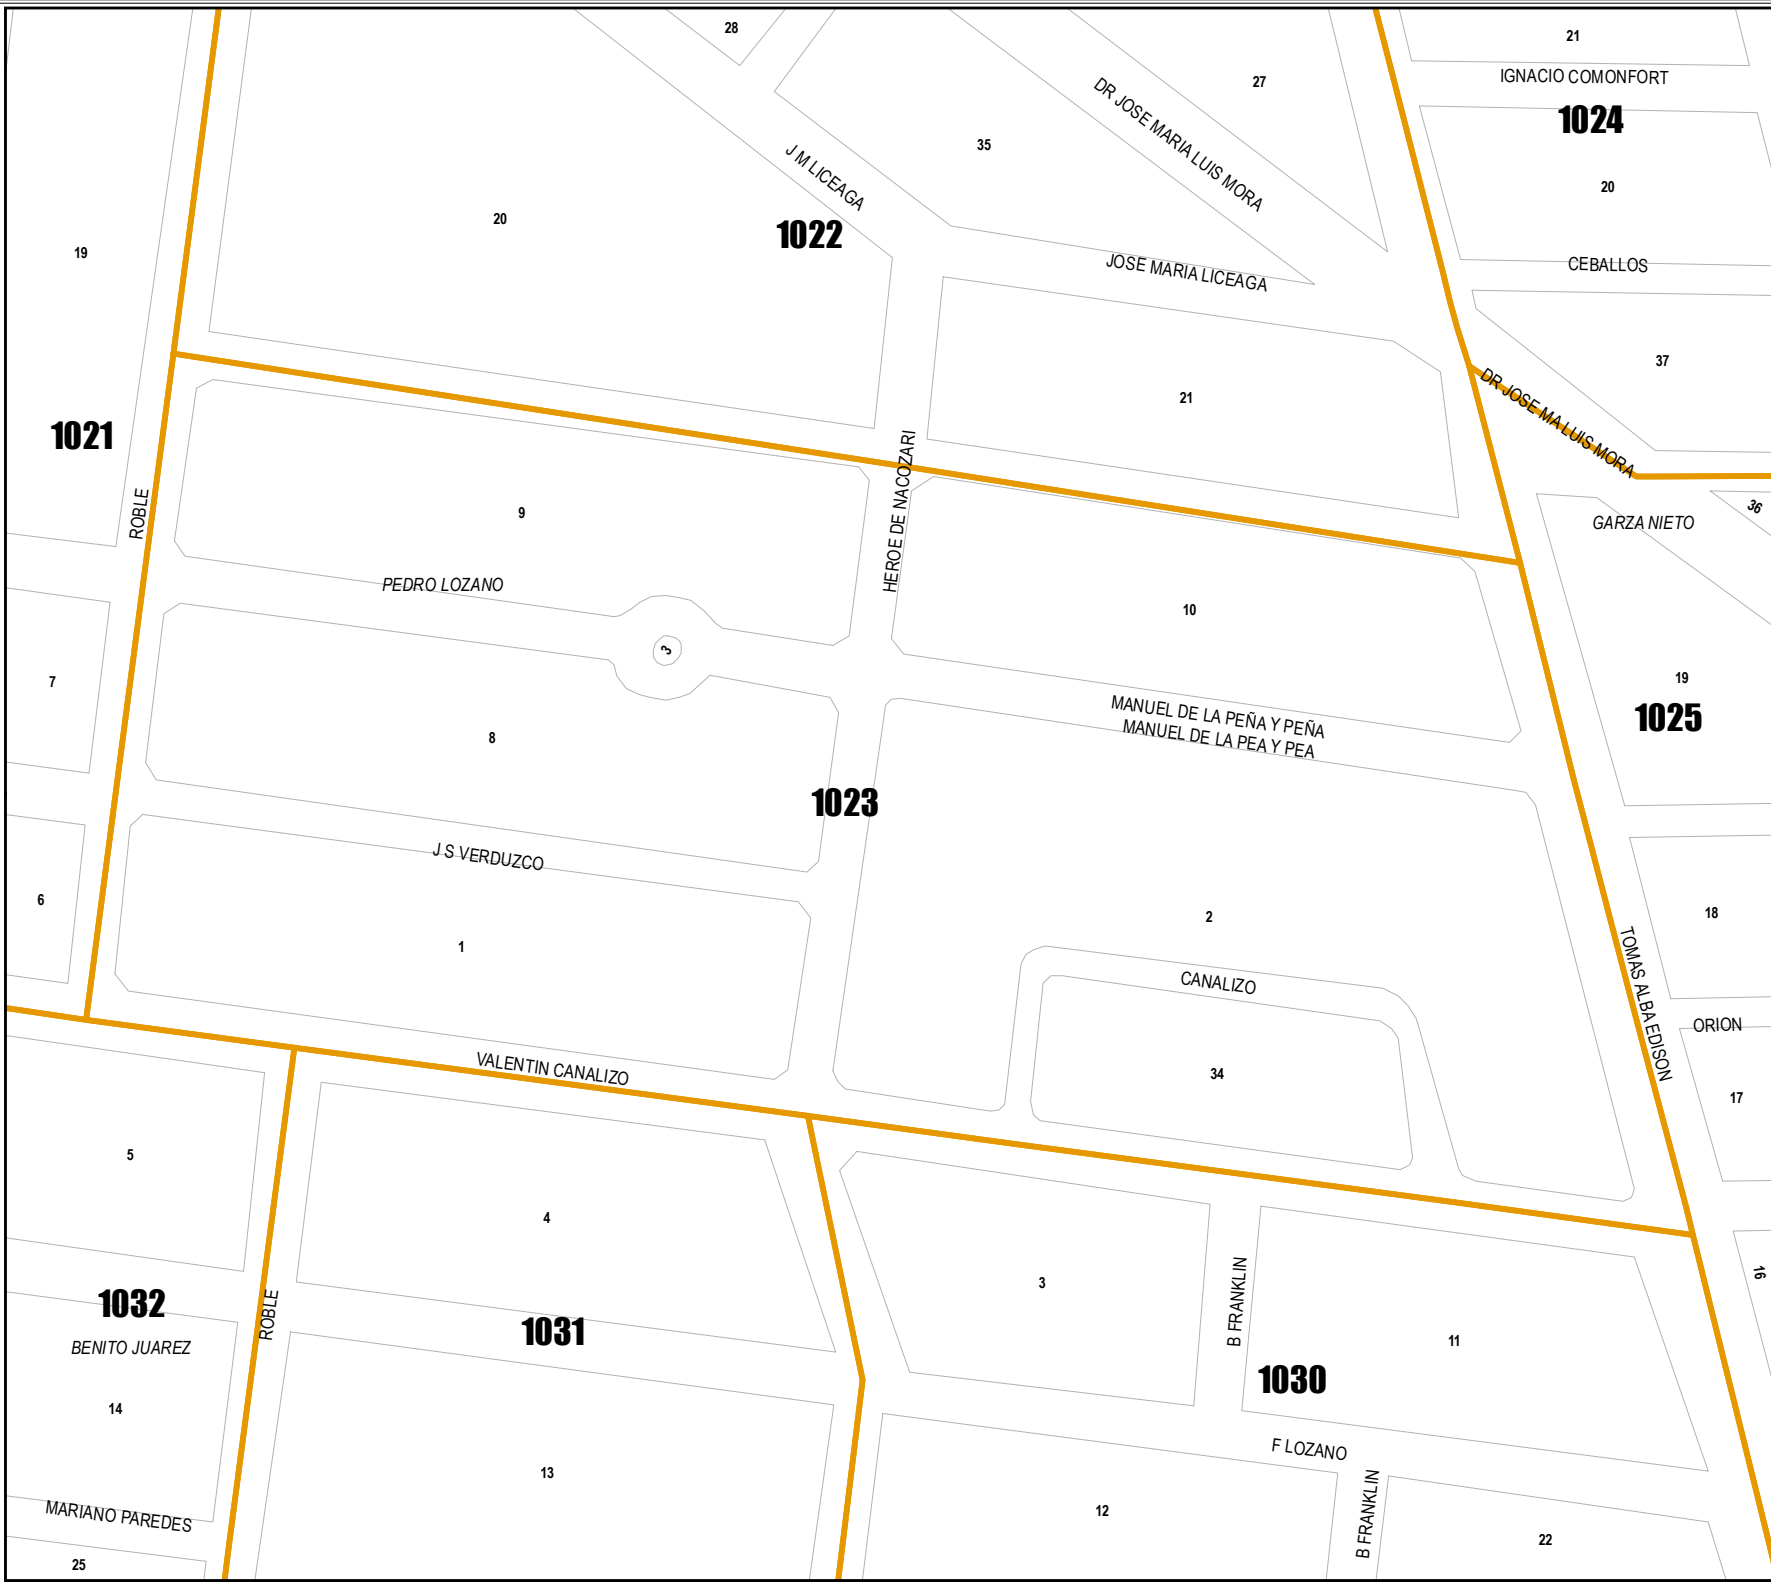 28
21
IGNACIO COMONFORT
27
DR JOSE MARIA LUIS MORA
1024
35
J M LICEAGA
20
20
1022
19
CEBALLOS
JOSE MARIA LICEAGA
37
21
DR JOSE MA LUIS MORA
1021
HEROE DE NACOZARI
ROBLE
9
36
GARZA NIETO
PEDRO LOZANO
10
3
7
19
MANUEL DE LA PEÑA Y PEÑA
MANUEL DE LA PEA Y PEA
1025
8
1023
J S VERDUZCO
6
2
18
1
CANALIZO
TOMAS ALBA EDISON
ORION
VALENTIN CANALIZO
34
17
5
4
3
B FRANKLIN
16
1032
ROBLE
1031
11
BENITO JUAREZ
1030
14
F LOZANO
13
MARIANO PAREDES
12
B FRANKLIN
22
25